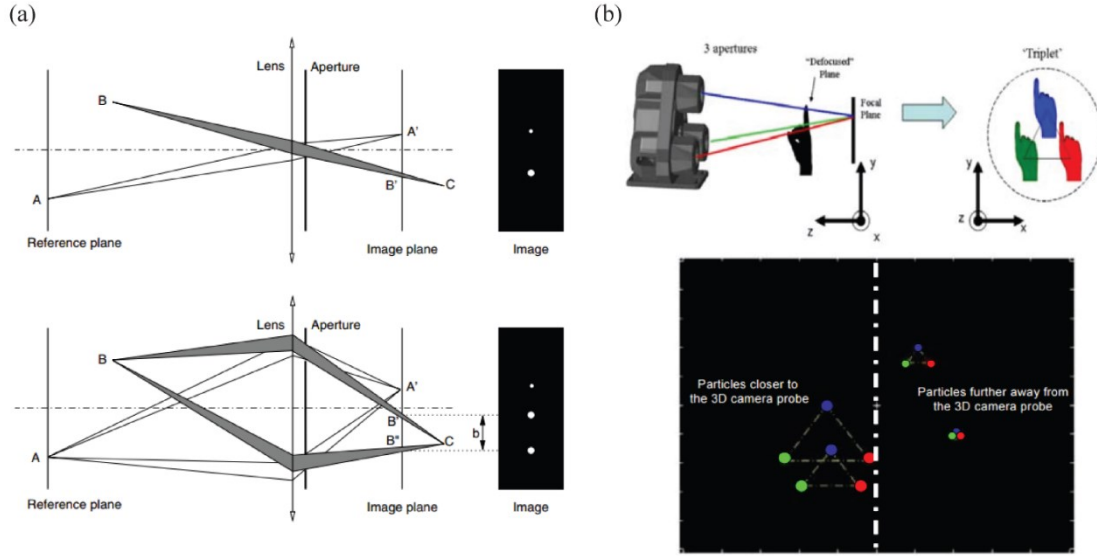 (a)
Lens
Aperture
B
A'
B'
C
A
Reference plane
Image plane
Image
Lens
Aperture
B
A'
B'
B"
b
C
A
Reference plane
Image plane
Image
(b)
3 apertures
"Defocused"
Plane
Focal
Plane
"Triplet"
y
z
x
y
z
x
Particles closer to
the 3D camera probe
Particles further away from
the 3D camera probe